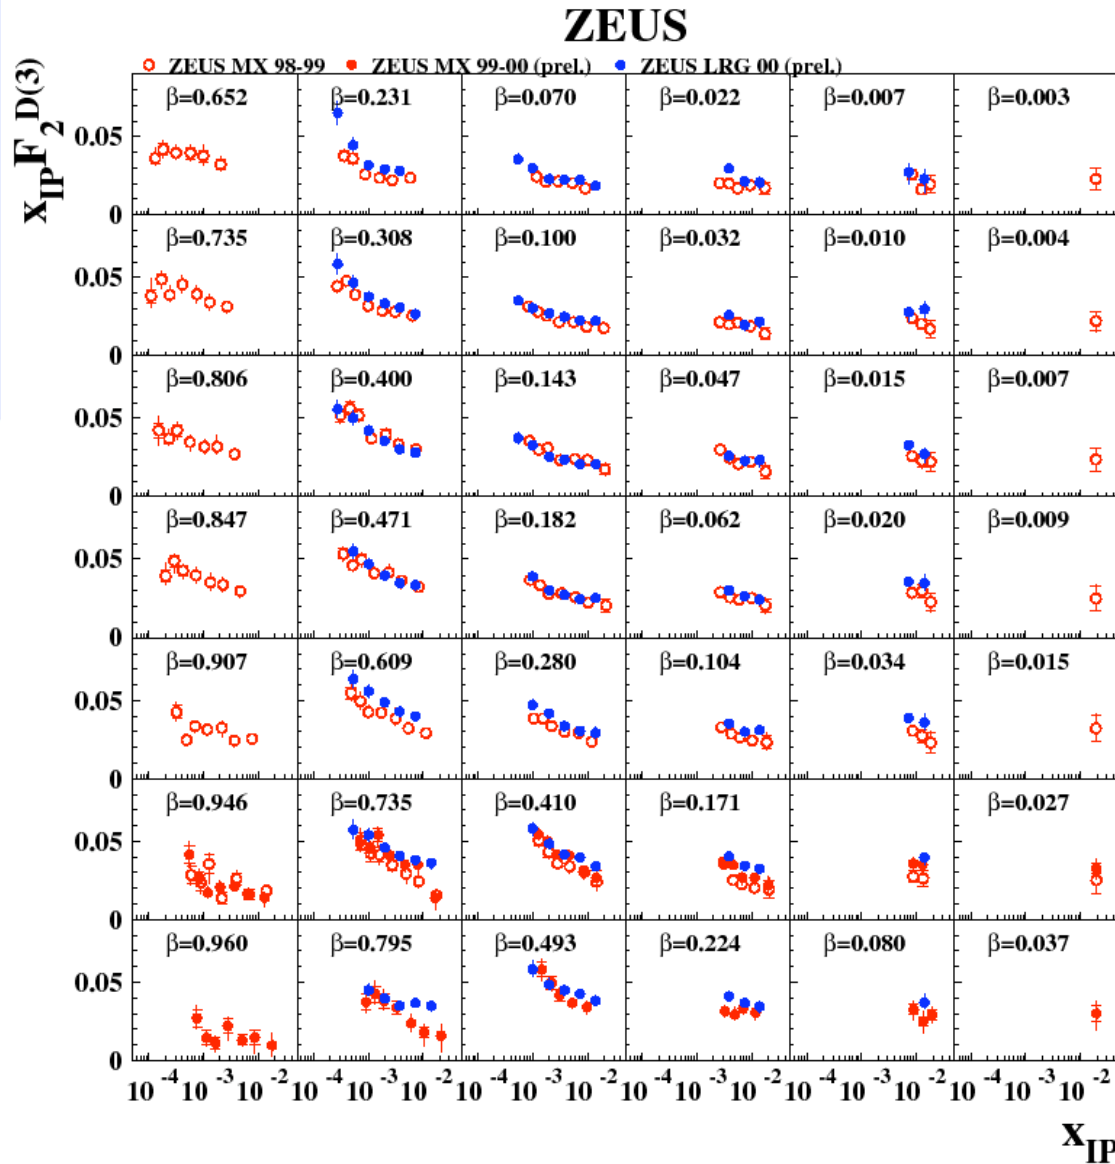 ZEUS
ZEUS MX 98-99 ZEUS MX 99-00 (prel.) ZEUS LRG 00 (prel.)
x_IP F_2^D(3)
β=0.652 β=0.231 β=0.070 β=0.022 β=0.007 β=0.003
0.05
0
β=0.735 β=0.308 β=0.100 β=0.032 β=0.010 β=0.004
0.05
0
β=0.806 β=0.400 β=0.143 β=0.047 β=0.015 β=0.007
0.05
0
β=0.847 β=0.471 β=0.182 β=0.062 β=0.020 β=0.009
0.05
0
β=0.907 β=0.609 β=0.280 β=0.104 β=0.034 β=0.015
0.05
0
β=0.946 β=0.735 β=0.410 β=0.171 β=0.027
0.05
0
β=0.960 β=0.795 β=0.493 β=0.224 β=0.080 β=0.037
0.05
0
10^-4 10^-3 10^-2 10^-4 10^-3 10^-2 10^-4 10^-3 10^-2 10^-4 10^-3 10^-2 10^-4 10^-3 10^-2 10^-4 10^-3 10^-2
x_IP